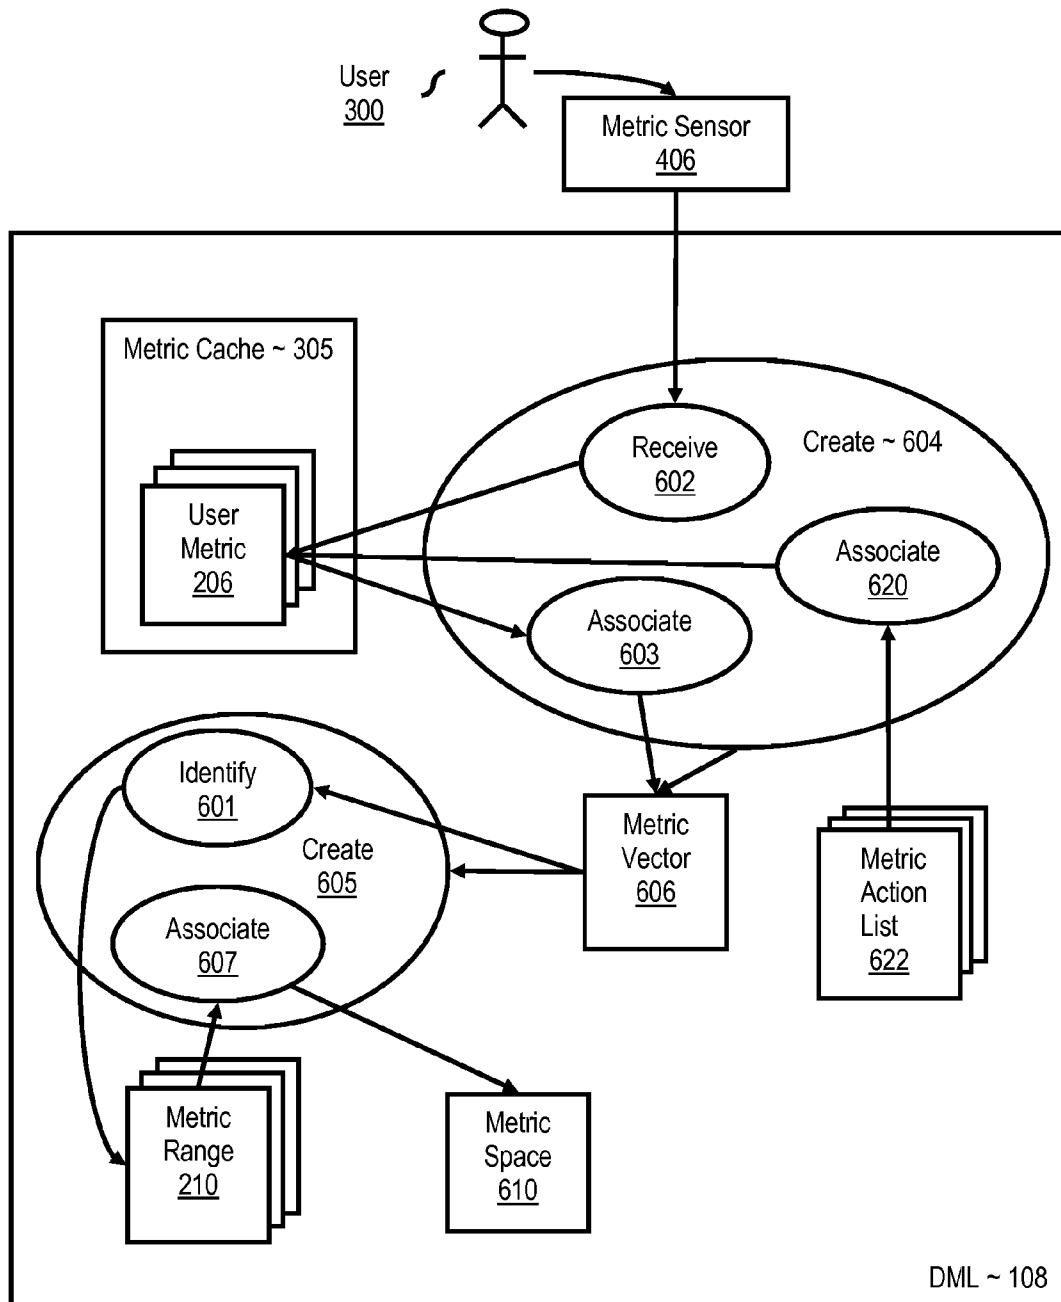 User
300
Metric Sensor
406
Metric Cache ~ 305
Receive
602
Create ~ 604
User
Metric
206
Associate
620
Associate
603
Identify
601
Create
605
Metric
Vector
606
Metric
Action
List
622
Associate
607
Metric
Range
210
Metric
Space
610
DML ~ 108